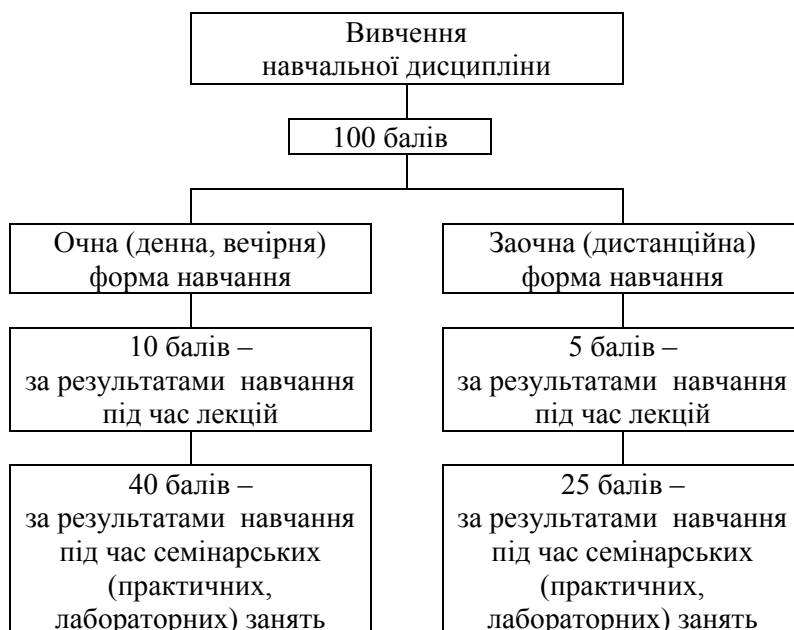 Вивчення
навчальної дисципліни
100 балів
Очна (денна, вечірня)
форма навчання
Заочна (дистанційна)
форма навчання
10 балів –
за результатами навчання
під час лекцій
5 балів –
за результатами навчання
під час лекцій
40 балів –
за результатами навчання
під час семінарських
(практичних,
лабораторних) занять
25 балів –
за результатами навчання
під час семінарських
(практичних,
лабораторних) занять